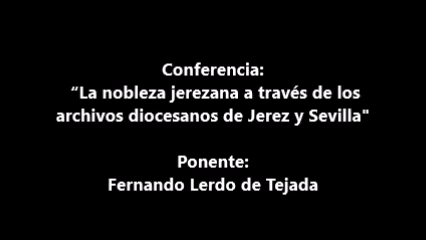 Conferencia:
“La nobleza jerezana a través de los
archivos diocesanos de Jerez y Sevilla"
Ponente:
Fernando Lerdo de Tejada